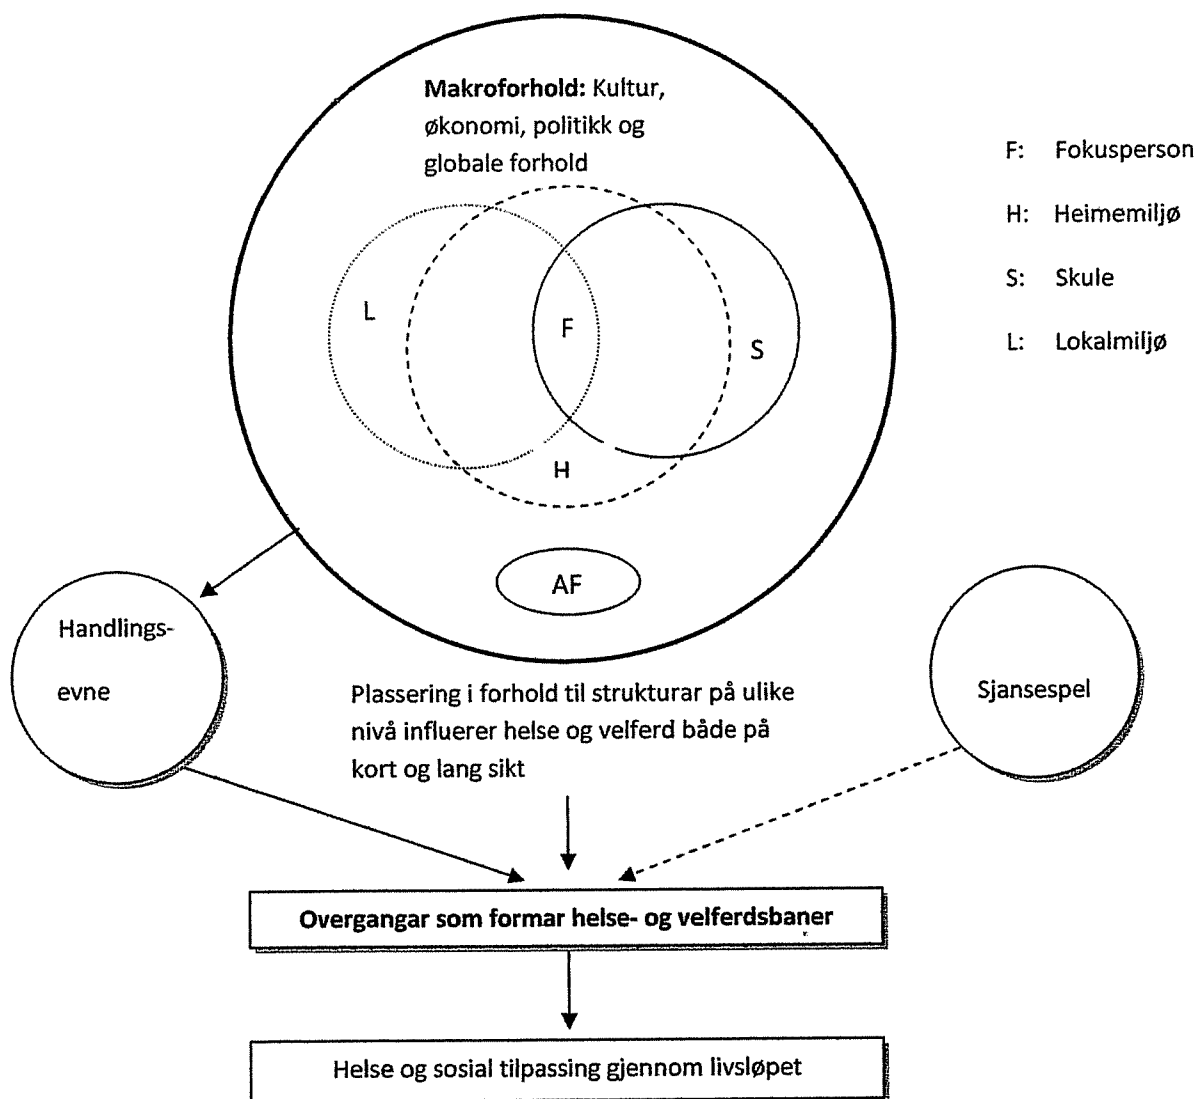 Makroforhold: Kultur,
økonomi, politikk og
globale forhold
F: Fokusperson
H: Heimemiljø
S: Skule
L: Lokalmiljø
L
F
S
H
AF
Handlings-
evne
Sjansespel
Plassering i forhold til strukturar på ulike
nivå influerer helse og velferd både på
kort og lang sikt
Overgangar som formar helse- og velferdsbaner
Helse og sosial tilpassing gjennom livsløpet